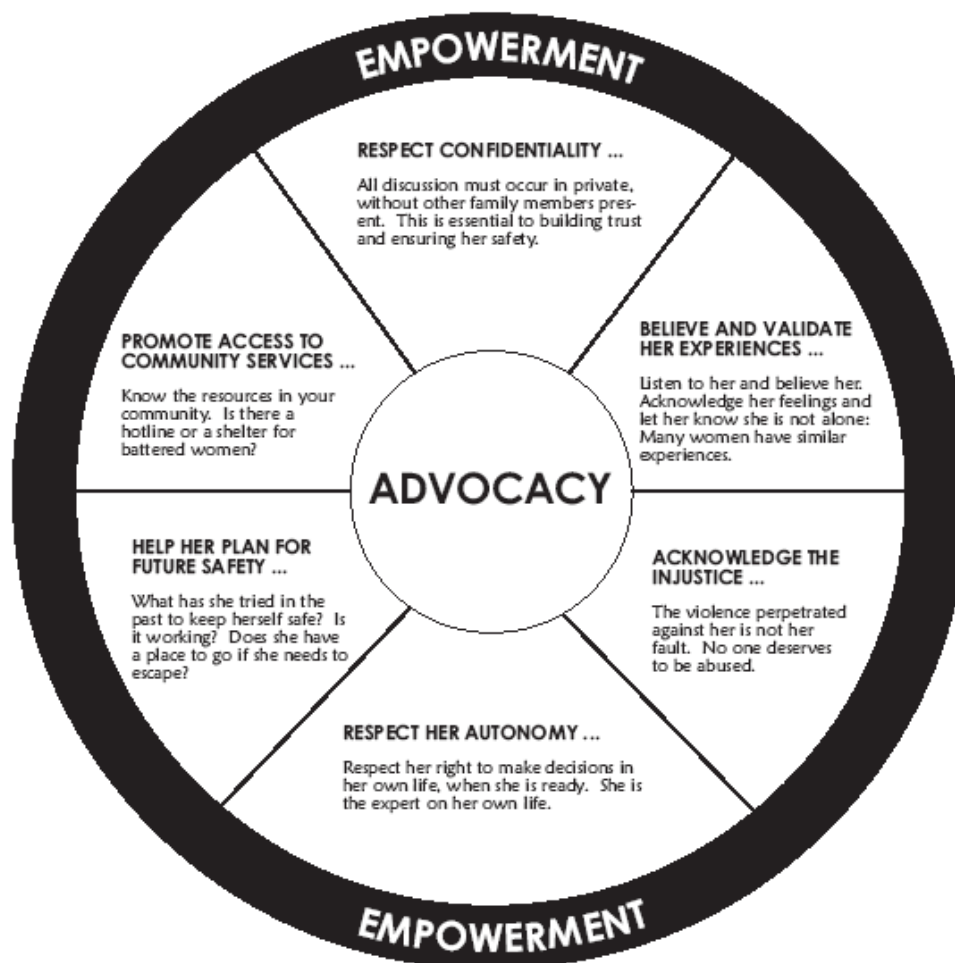 EMPOWERMENT
RESPECT CONFIDENTIALITY ...
All discussion must occur in private,
without other family members pres-
ent. This is essential to building trust
and ensuring her safety.
BELIEVE AND VALIDATE
HER EXPERIENCES ...
Listen to her and believe her.
Acknowledge her feelings and
let her know she is not alone:
Many women have similar
experiences.
ACKNOWLEDGE THE
INJUSTICE ...
The violence perpetrated
against her is not her
fault. No one deserves
to be abused.
RESPECT HER AUTONOMY ...
Respect her right to make decisions in
her own life, when she is ready. She is
the expert on her own life.
HELP HER PLAN FOR
FUTURE SAFETY ...
What has she tried in the
past to keep herself safe? Is
it working? Does she have
a place to go if she needs to
escape?
PROMOTE ACCESS TO
COMMUNITY SERVICES ...
Know the resources in your
community. Is there a
hotline or a shelter for
battered women?
ADVOCACY
EMPOWERMENT